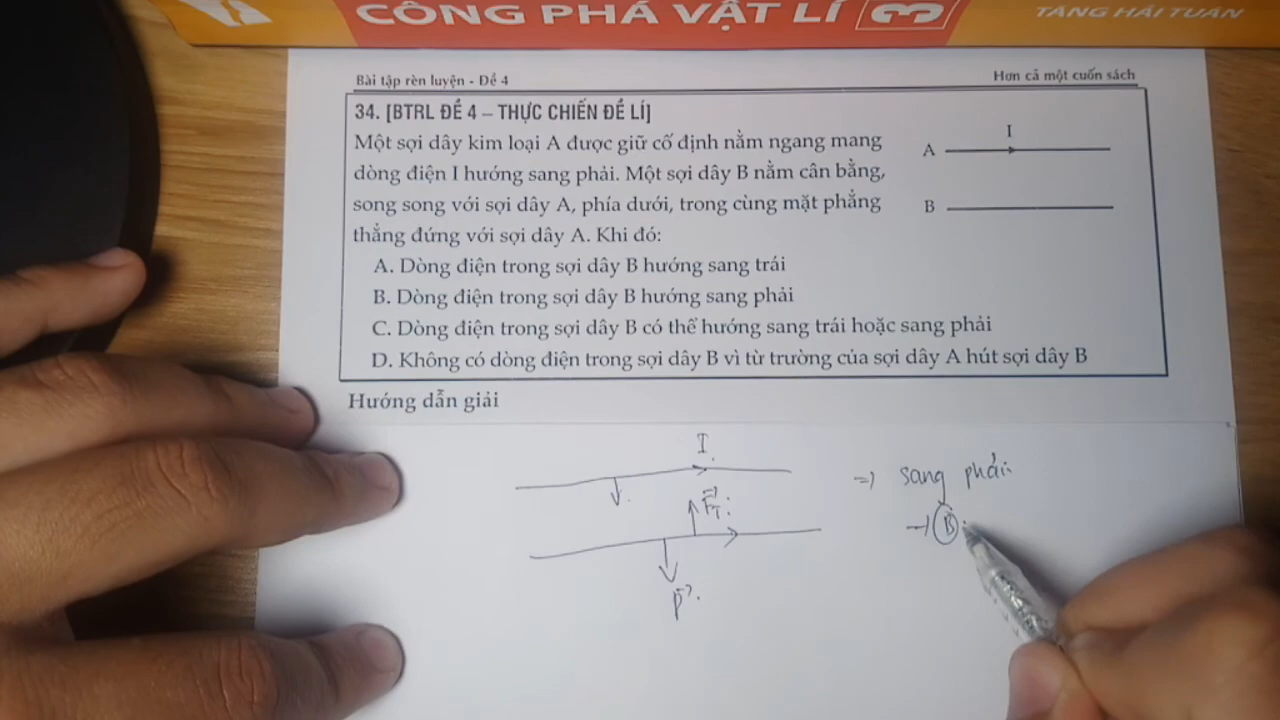 CÔNG PHÁ VẬT LÍ 3
TĂNG HẢI TUÂN
Bài tập rèn luyện - Đề 4
Hơn cả một cuốn sách
34. [BTRL ĐỀ 4 – THỰC CHIẾN ĐỀ LÍ]
Một sợi dây kim loại A được giữ cố định nằm ngang mang
dòng điện I hướng sang phải. Một sợi dây B nằm cân bằng,
song song với sợi dây A, phía dưới, trong cùng mặt phẳng
thẳng đứng với sợi dây A. Khi đó:
I
A
B
A. Dòng điện trong sợi dây B hướng sang trái
B. Dòng điện trong sợi dây B hướng sang phải
C. Dòng điện trong sợi dây B có thể hướng sang trái hoặc sang phải
D. Không có dòng điện trong sợi dây B vì từ trường của sợi dây A hút sợi dây B
Hướng dẫn giải
I
F⃗T
P⃗
=> sang phải
→ B